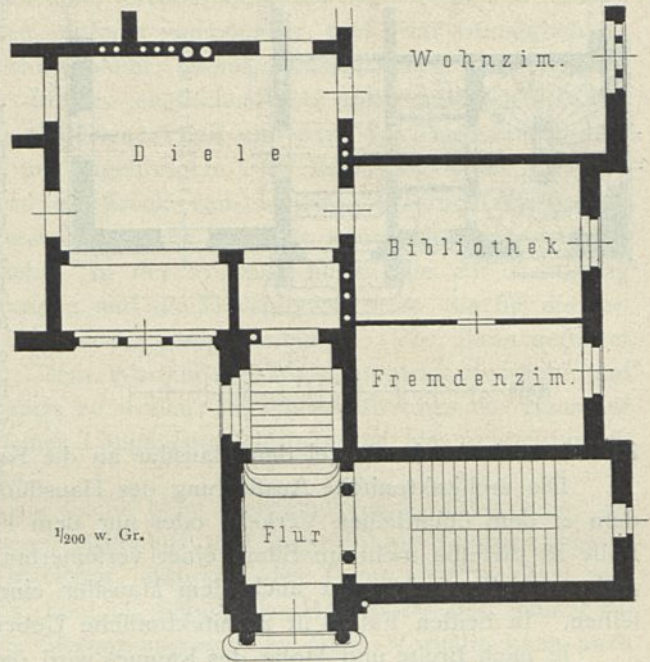 Wohnzim.
Diele
Bibliothek
Fremdenzim.
1/200 w. Gr.
Flur